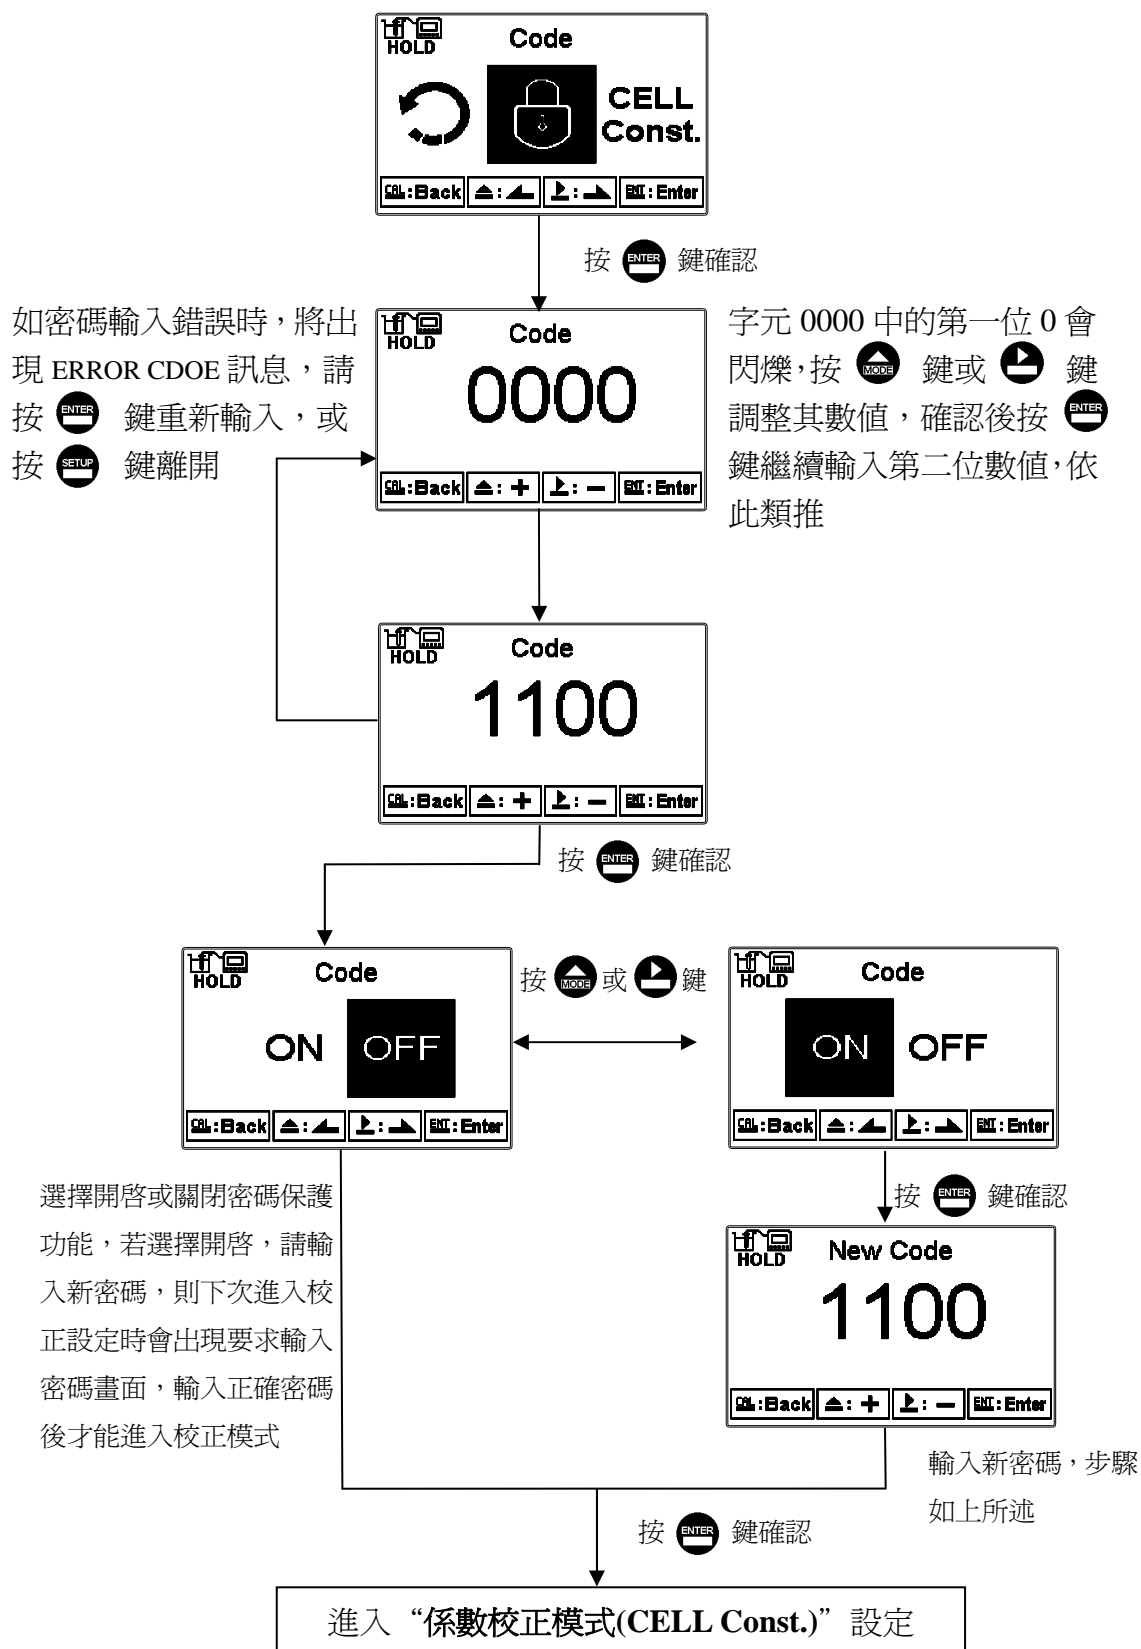 HOLD
Code
CELL
Const.
CAL:Back
ENT:Enter
按 ENTER 鍵確認
如密碼輸入錯誤時，將出
現 ERROR CDOE 訊息，請
按 ENTER 鍵重新輸入，或
按 SETUP 鍵離開
HOLD
Code
0000
CAL:Back
: +
: −
ENT:Enter
字元 0000 中的第一位 0 會
閃爍，按 MODE 鍵或 鍵
調整其數值，確認後按 ENTER
鍵繼續輸入第二位數值，依
此類推
HOLD
Code
1100
CAL:Back
: +
: −
ENT:Enter
按 ENTER 鍵確認
HOLD
Code
ON OFF
CAL:Back
ENT:Enter
按 MODE 或 鍵
HOLD
Code
ON OFF
CAL:Back
ENT:Enter
選擇開啓或關閉密碼保護
功能，若選擇開啓，請輸
入新密碼，則下次進入校
正設定時會出現要求輸入
密碼畫面，輸入正確密碼
後才能進入校正模式
按 ENTER 鍵確認
HOLD
New Code
1100
CAL:Back
: +
: −
ENT:Enter
輸入新密碼，步驟
如上所述
按 ENTER 鍵確認
進入“係數校正模式(CELL Const.)”設定